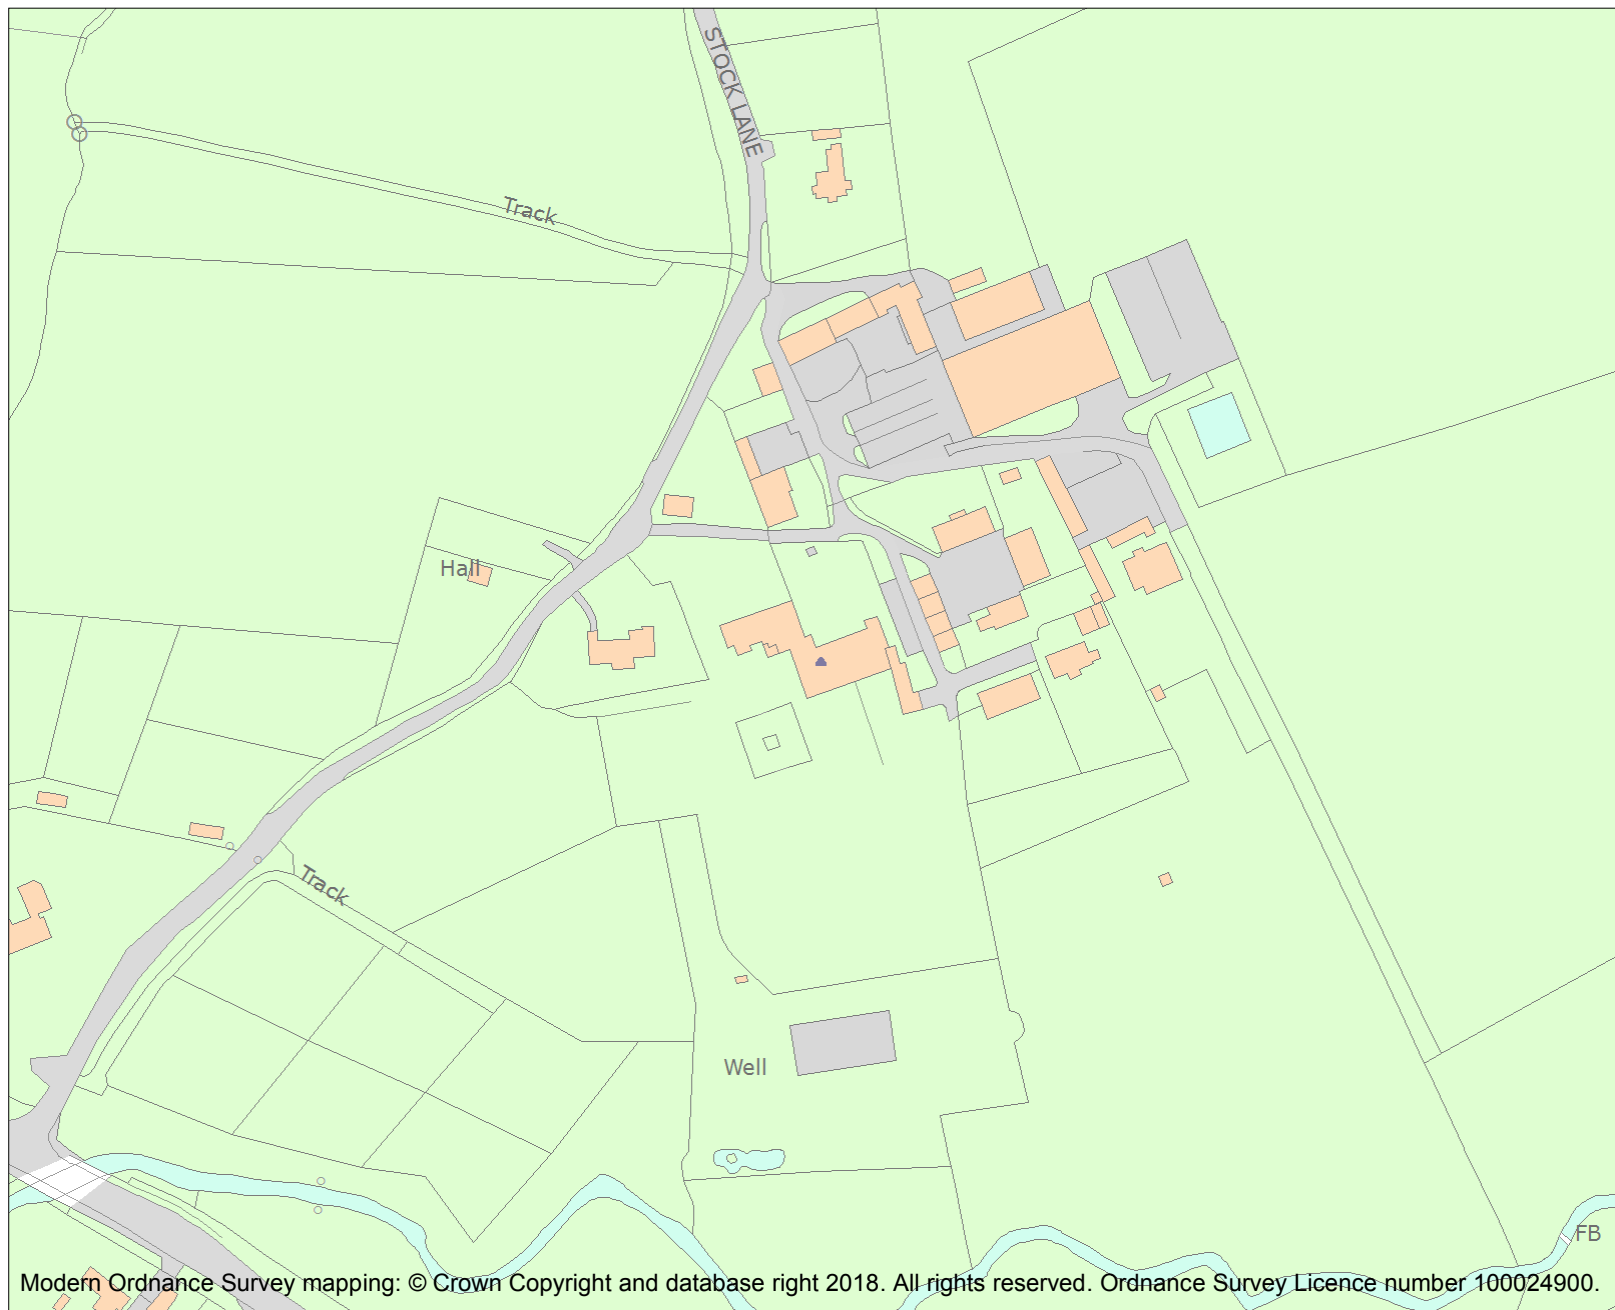 STOCK LANE
Track
Hall
Track
Well
FB
Modern Ordnance Survey mapping: © Crown Copyright and database right 2018. All rights reserved. Ordnance Survey Licence number 100024900.